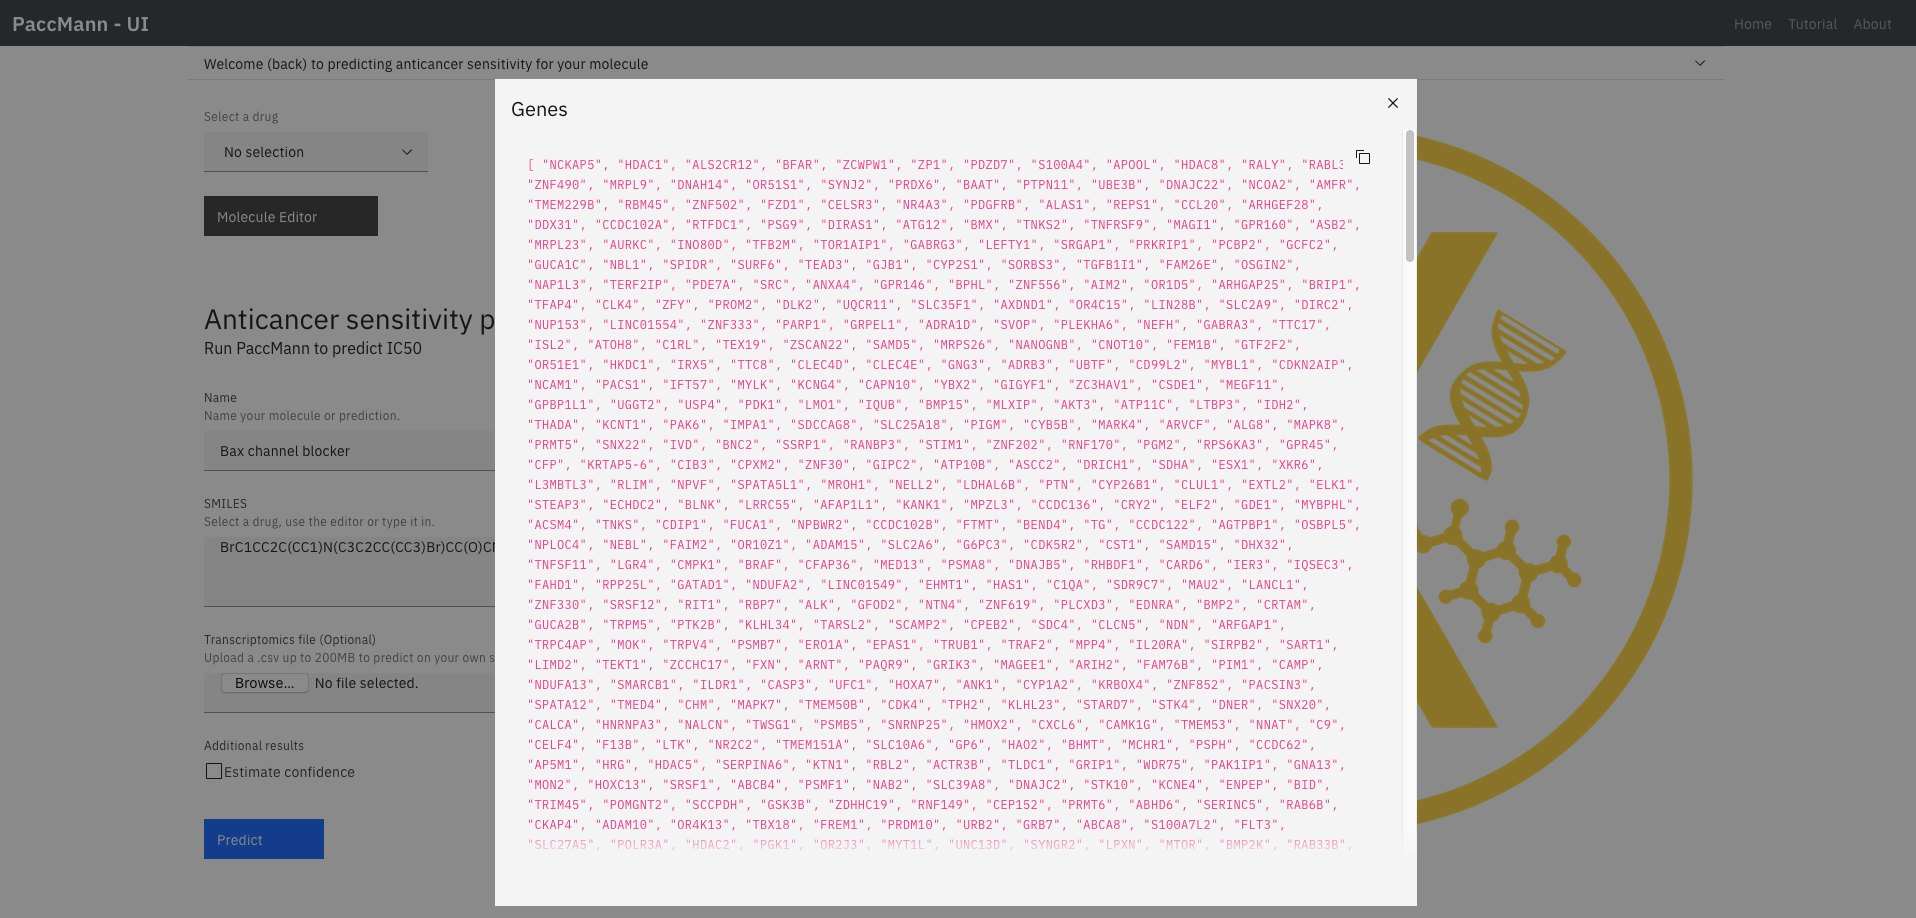 PaccMann - UI
Home Tutorial About
Welcome (back) to predicting anticancer sensitivity for your molecule
Select a drug
No selection
Molecule Editor
Anticancer sensitivity p
Run PaccMann to predict IC50
Name
Name your molecule or prediction.
Bax channel blocker
SMILES
Select a drug, use the editor or type it in.
BrC1CC2C(CC1)N(C3C2CC(CC3)Br)CC(O)CN
Transcriptomics file (Optional)
Upload a .csv up to 200MB to predict on your own s
Browse... No file selected.
Additional results
Estimate confidence
Predict
Genes
[ "NCKAP5", "HDAC1", "ALS2CR12", "BFAR", "ZCWPW1", "ZP1", "PDZD7", "S100A4", "APOOL", "HDAC8", "RALY", "RABL3
"ZNF490", "MRPL9", "DNAH14", "OR51S1", "SYNJ2", "PRDX6", "BAAT", "PTPN11", "UBE3B", "DNAJC22", "NCOA2", "AMFR",
"TMEM229B", "RBM45", "ZNF502", "FZD1", "CELSR3", "NR4A3", "PDGFRB", "ALAS1", "REPS1", "CCL20", "ARHGEF28",
"DDX31", "CCDC102A", "RTFDC1", "PSG9", "DIRAS1", "ATG12", "BMX", "TNKS2", "TNFRSF9", "MAGI1", "GPR160", "ASB2",
"MRPL23", "AURKC", "INO80D", "TFB2M", "TOR1AIP1", "GABRG3", "LEFTY1", "SRGAP1", "PRKRIP1", "PCBP2", "GCFC2",
"GUCA1C", "NBL1", "SPIDR", "SURF6", "TEAD3", "GJB1", "CYP2S1", "SORBS3", "TGFB1I1", "FAM26E", "OSGIN2",
"NAP1L3", "TERF2IP", "PDE7A", "SRC", "ANXA4", "GPR146", "BPHL", "ZNF556", "AIM2", "OR1D5", "ARHGAP25", "BRIP1",
"TFAP4", "CLK4", "ZFY", "PROM2", "DLK2", "UQCR11", "SLC35F1", "AXDND1", "OR4C15", "LIN28B", "SLC2A9", "DIRC2",
"NUP153", "LINC01554", "ZNF333", "PARP1", "GRPEL1", "ADRA1D", "SVOP", "PLEKHA6", "NEFH", "GABRA3", "TTC17",
"ISL2", "ATOH8", "C1RL", "TEX19", "ZSCAN22", "SAMD5", "MRPS26", "NANOGNB", "CNOT10", "FEM1B", "GTF2F2",
"OR51E1", "HKDC1", "IRX5", "TTC8", "CLEC4D", "CLEC4E", "GNG3", "ADRB3", "UBTF", "CD99L2", "MYBL1", "CDKN2AIP",
"NCAM1", "PACS1", "IFT57", "MYLK", "KCNG4", "CAPN10", "YBX2", "GIGYF1", "ZC3HAV1", "CSDE1", "MEGF11",
"GPBP1L1", "UGGT2", "USP4", "PDK1", "LMO1", "IQUB", "BMP15", "MLXIP", "AKT3", "ATP11C", "LTBP3", "IDH2",
"THADA", "KCNT1", "PAK6", "IMPA1", "SDCCAG8", "SLC25A18", "PIGM", "CYB5B", "MARK4", "ARVCF", "ALG8", "MAPK8",
"PRMT5", "SNX22", "IVD", "BNC2", "SSRP1", "RANBP3", "STIM1", "ZNF202", "RNF170", "PGM2", "RPS6KA3", "GPR45",
"CFP", "KRTAP5-6", "CIB3", "CPXM2", "ZNF30", "GIPC2", "ATP10B", "ASCC2", "DRICH1", "SDHA", "ESX1", "XKR6",
"L3MBTL3", "RLIM", "NPVF", "SPATA5L1", "MROH1", "NELL2", "LDHAL6B", "PTN", "CYP26B1", "CLUL1", "EXTL2", "ELK1",
"STEAP3", "ECHDC2", "BLNK", "LRRC55", "AFAP1L1", "KANK1", "MPZL3", "CCDC136", "CRY2", "ELF2", "GDE1", "MYBPHL",
"ACSM4", "TNKS", "CDIP1", "FUCA1", "NPBWR2", "CCDC102B", "FTMT", "BEND4", "TG", "CCDC122", "AGTPBP1", "OSBPL5",
"NPLOC4", "NEBL", "FAIM2", "OR10Z1", "ADAM15", "SLC2A6", "G6PC3", "CDK5R2", "CST1", "SAMD15", "DHX32",
"TNFSF11", "LGR4", "CMPK1", "BRAF", "CFAP36", "MED13", "PSMA8", "DNAJB5", "RHBDF1", "CARD6", "IER3", "IQSEC3",
"FAHD1", "RPP25L", "GATAD1", "NDUFA2", "LINC01549", "EHMT1", "HAS1", "C1QA", "SDR9C7", "MAU2", "LANCL1",
"ZNF330", "SRSF12", "RIT1", "RBP7", "ALK", "GFOD2", "NTN4", "ZNF619", "PLCXD3", "EDNRA", "BMP2", "CRTAM",
"GUCA2B", "TRPM5", "PTK2B", "KLHL34", "TARSL2", "SCAMP2", "CPEB2", "SDC4", "CLCN5", "NDN", "ARFGAP1",
"TRPC4AP", "MOK", "TRPV4", "PSMB7", "ERO1A", "EPAS1", "TRUB1", "TRAF2", "MPP4", "IL20RA", "SIRPB2", "SART1",
"LIMD2", "TEKT1", "ZCCHC17", "FXN", "ARNT", "PAQR9", "GRIK3", "MAGEE1", "ARIH2", "FAM76B", "PIM1", "CAMP",
"NDUFA13", "SMARCB1", "ILDR1", "CASP3", "UFC1", "HOXA7", "ANK1", "CYP1A2", "KRBOX4", "ZNF852", "PACSIN3",
"SPATA12", "TMED4", "CHM", "MAPK7", "TMEM50B", "CDK4", "TPH2", "KLHL23", "STARD7", "STK4", "DNER", "SNX20",
"CALCA", "HNRNPA3", "NALCN", "TWSG1", "PSMB5", "SNRNP25", "HMOX2", "CXCL6", "CAMK1G", "TMEM53", "NNAT", "C9",
"CELF4", "F13B", "LTK", "NR2C2", "TMEM151A", "SLC10A6", "GP6", "HAO2", "BHMT", "MCHR1", "PSPH", "CCDC62",
"AP5M1", "HRG", "HDAC5", "SERPINA6", "KTN1", "RBL2", "ACTR3B", "TLDC1", "GRIP1", "WDR75", "PAK1IP1", "GNA13",
"MON2", "HOXC13", "SRSF1", "ABCB4", "PSMF1", "NAB2", "SLC39A8", "DNAJC2", "STK10", "KCNE4", "ENPEP", "BID",
"TRIM45", "POMGNT2", "SCCPDH", "GSK3B", "ZDHHC19", "RNF149", "CEP152", "PRMT6", "ABHD6", "SERINC5", "RAB6B",
"CKAP4", "ADAM10", "OR4K13", "TBX18", "FREM1", "PRDM10", "URB2", "GRB7", "ABCA8", "S100A7L2", "FLT3",
"SLC27A5", "POLR3A", "HDAC2", "PGK1", "OR2J3", "MYT1L", "UNC13D", "SYNGR2", "LPXN", "MTOR", "BMP2K", "RAB33B",